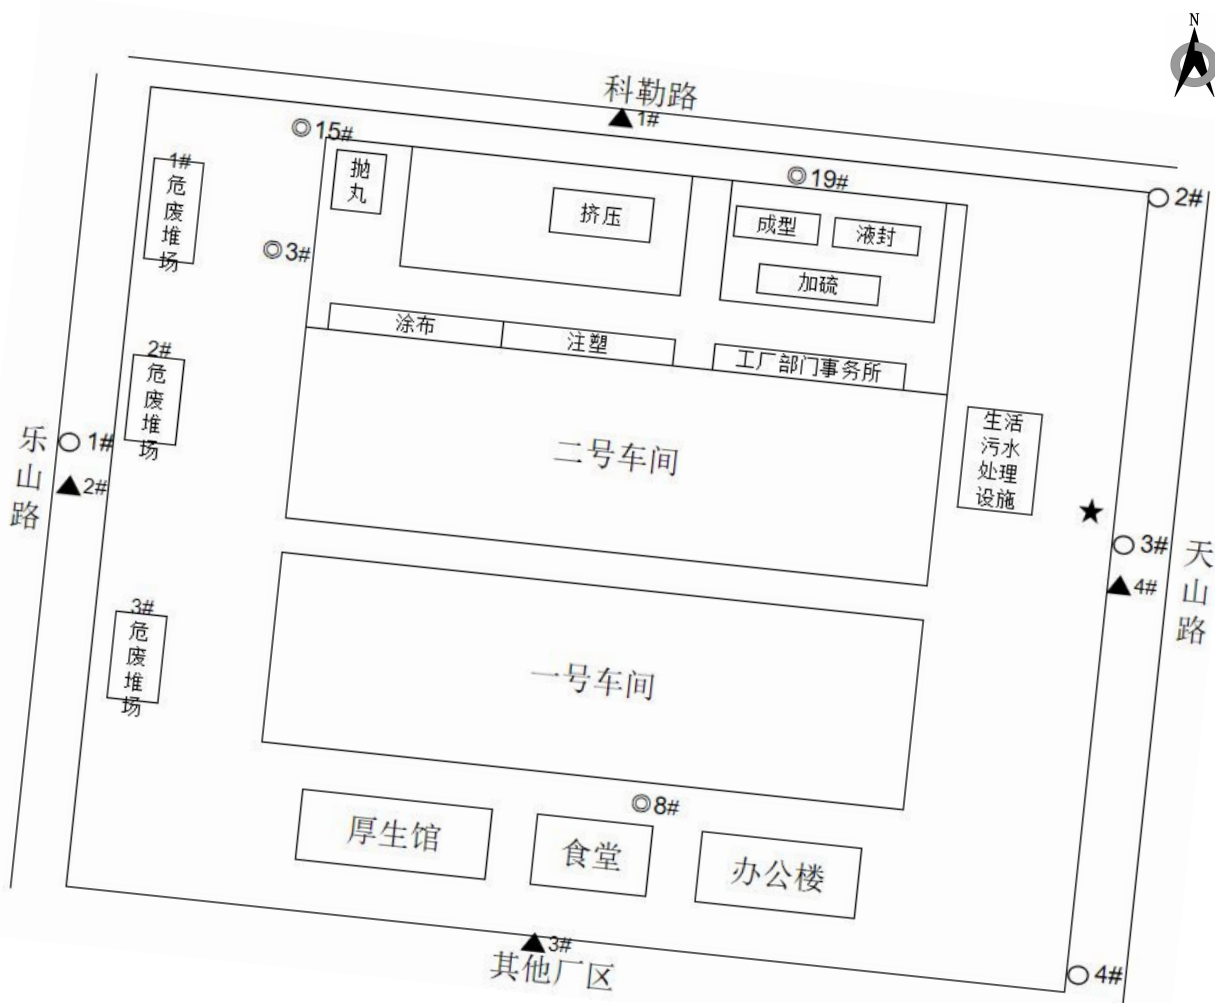 N
科勒路
▲1#
◎15#
◎19#
○2#
1#
危
废
堆
场
抛
丸
挤压
成型
液封
加硫
◎3#
涂布
注塑
工厂部门事务所
2#
危
废
堆
场
生活
污水
处理
设施
乐
山
路
○1#
▲2#
二号车间
★
○3#
▲4#
天
山
路
3#
危
废
堆
场
一号车间
◎8#
厚生馆
食堂
办公楼
▲3#
其他厂区
○4#